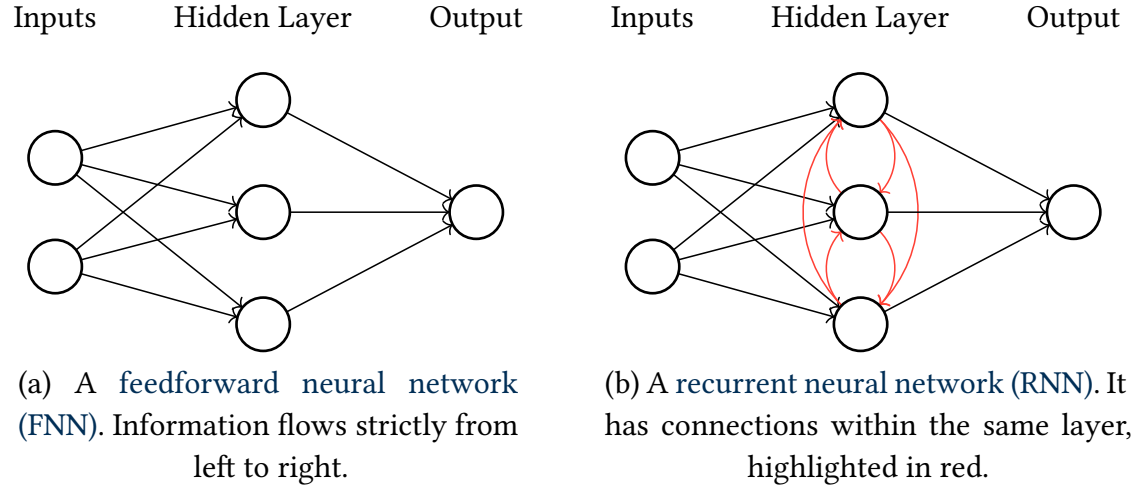 Inputs Hidden Layer Output
(a) A feedforward neural network
(FNN). Information flows strictly from
left to right.
Inputs Hidden Layer Output
(b) A recurrent neural network (RNN). It
has connections within the same layer,
highlighted in red.